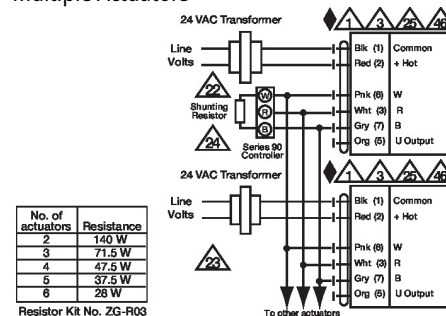 Multiple Actuators
24 VAC Transformer
1 3 25 46
Line
Volts
Blk (1) Common
Red (2) + Hot
22
Shunting
Resistor
24
W
R
B
Series 90
Controller
Pnk (6) W
Wht (3) R
Gry (7) B
Org (5) U Output
24 VAC Transformer
1 3 25 46
Line
Volts
Blk (1) Common
Red (2) + Hot
23
Pnk (6) W
Wht (3) R
Gry (7) B
Org (5) U Output
To other actuators
No. of
actuators Resistance
2 140 W
3 71.5 W
4 47.5 W
5 37.5 W
6 28 W
Resistor Kit No. ZG-R03